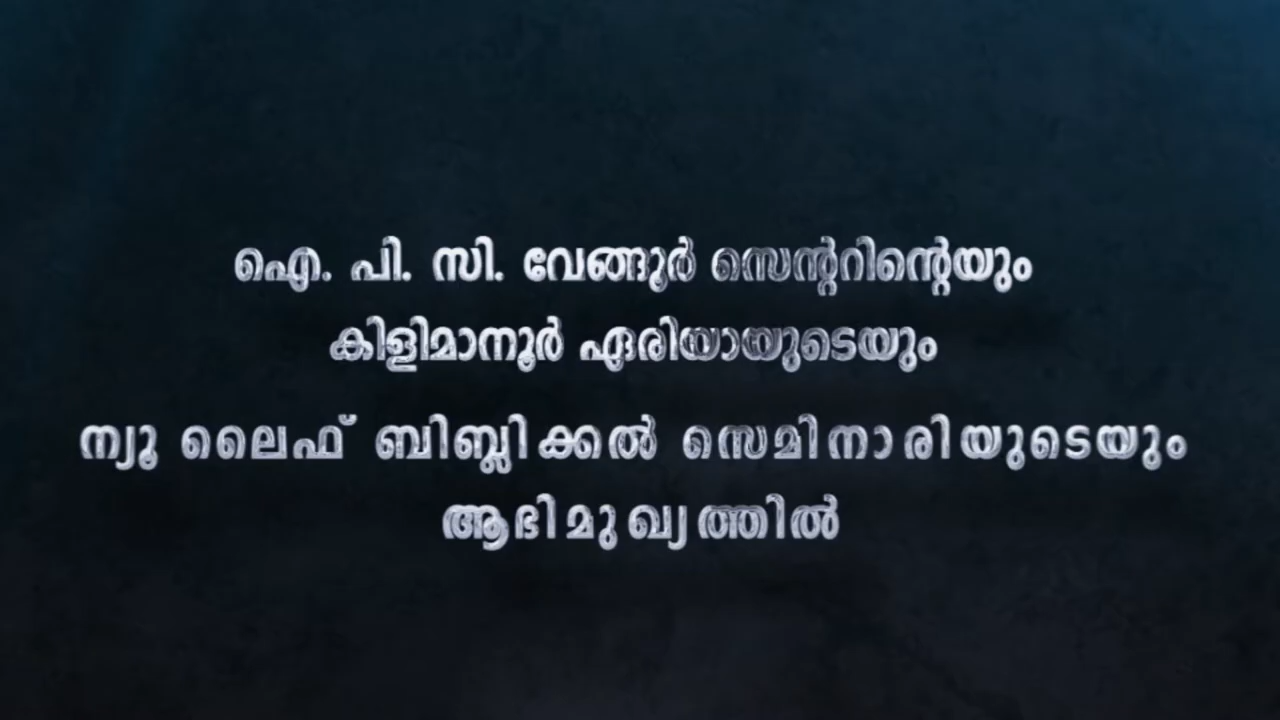 ഐ. പി. സി. വേങ്ങൂർ സെന്ററിന്റെയും
കിളിമാനൂർ ഏരിയായുടെയും
ന്യൂ ലൈഫ് ബിബ്ലിക്കൽ സെമിനാരിയുടെയും
ആഭിമുഖ്യത്തിൽ